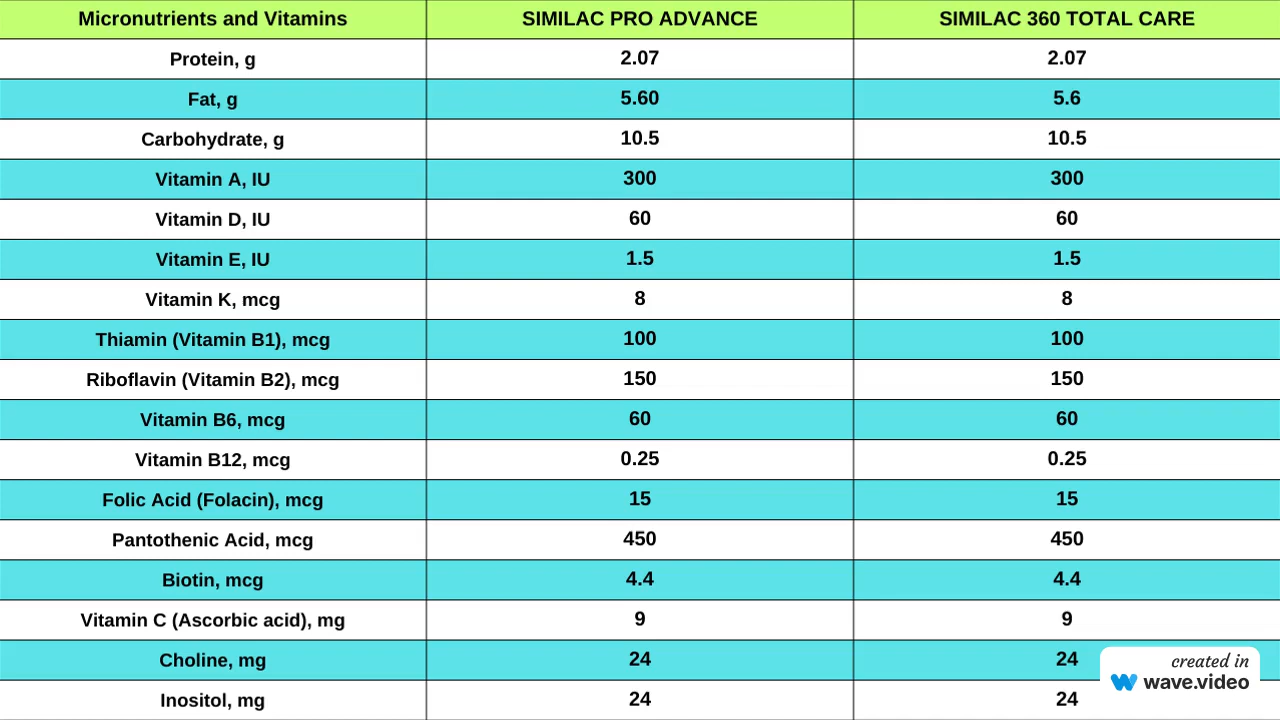 Micronutrients and Vitamins SIMILAC PRO ADVANCE SIMILAC 360 TOTAL CARE
Protein, g 2.07 2.07
Fat, g 5.60 5.6
Carbohydrate, g 10.5 10.5
Vitamin A, IU 300 300
Vitamin D, IU 60 60
Vitamin E, IU 1.5 1.5
Vitamin K, mcg 8 8
Thiamin (Vitamin B1), mcg 100 100
Riboflavin (Vitamin B2), mcg 150 150
Vitamin B6, mcg 60 60
Vitamin B12, mcg 0.25 0.25
Folic Acid (Folacin), mcg 15 15
Pantothenic Acid, mcg 450 450
Biotin, mcg 4.4 4.4
Vitamin C (Ascorbic acid), mg 9 9
Choline, mg 24 24
Inositol, mg 24 24
created in
wave.video